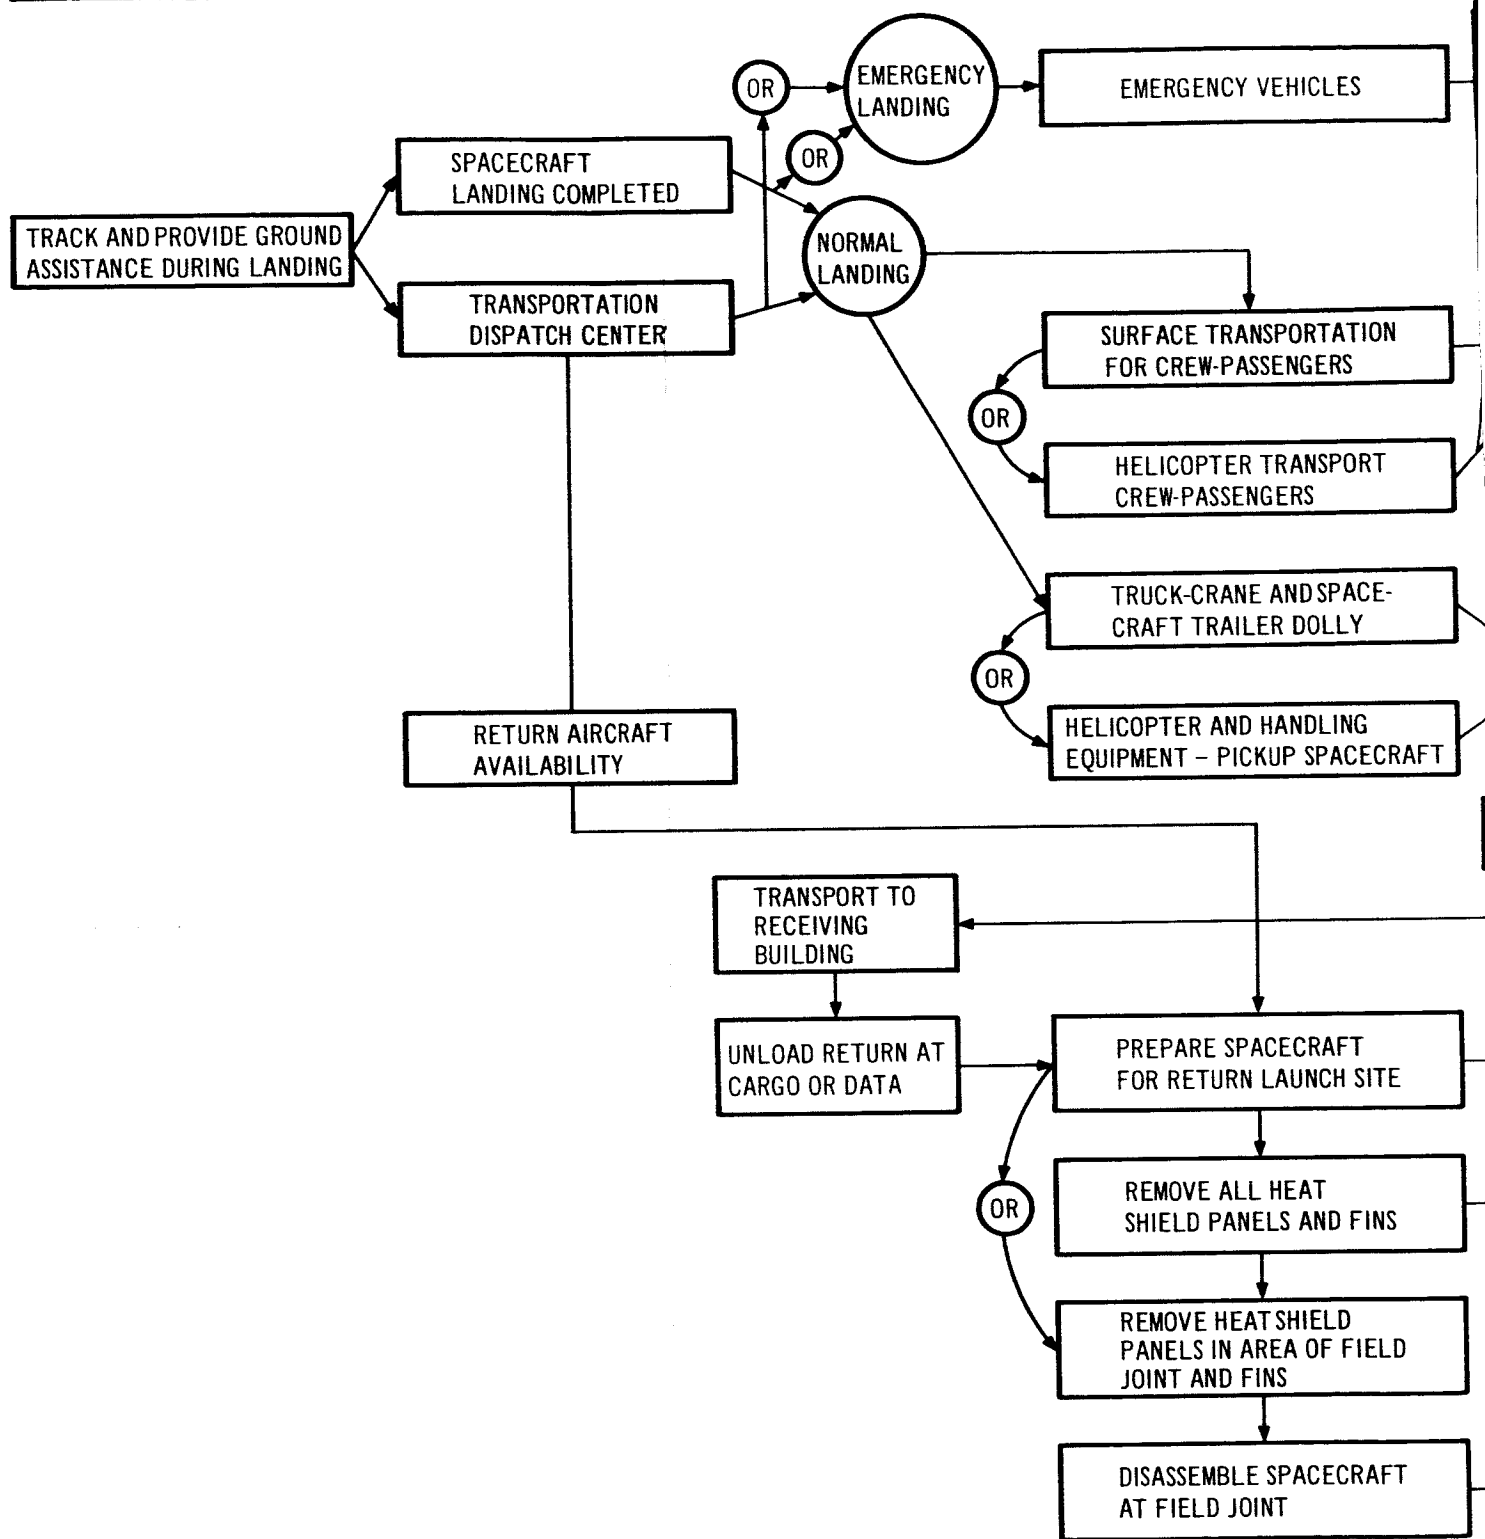 OR
EMERGENCY
LANDING
EMERGENCY VEHICLES
OR
SPACECRAFT
LANDING COMPLETED
TRACK AND PROVIDE GROUND
ASSISTANCE DURING LANDING
NORMAL
LANDING
TRANSPORTATION
DISPATCH CENTER
SURFACE TRANSPORTATION
FOR CREW-PASSENGERS
OR
HELICOPTER TRANSPORT
CREW-PASSENGERS
TRUCK-CRANE AND SPACE-
CRAFT TRAILER DOLLY
OR
HELICOPTER AND HANDLING
EQUIPMENT – PICKUP SPACECRAFT
RETURN AIRCRAFT
AVAILABILITY
TRANSPORT TO
RECEIVING
BUILDING
UNLOAD RETURN AT
CARGO OR DATA
PREPARE SPACECRAFT
FOR RETURN LAUNCH SITE
REMOVE ALL HEAT
SHIELD PANELS AND FINS
OR
REMOVE HEAT SHIELD
PANELS IN AREA OF FIELD
JOINT AND FINS
DISASSEMBLE SPACECRAFT
AT FIELD JOINT